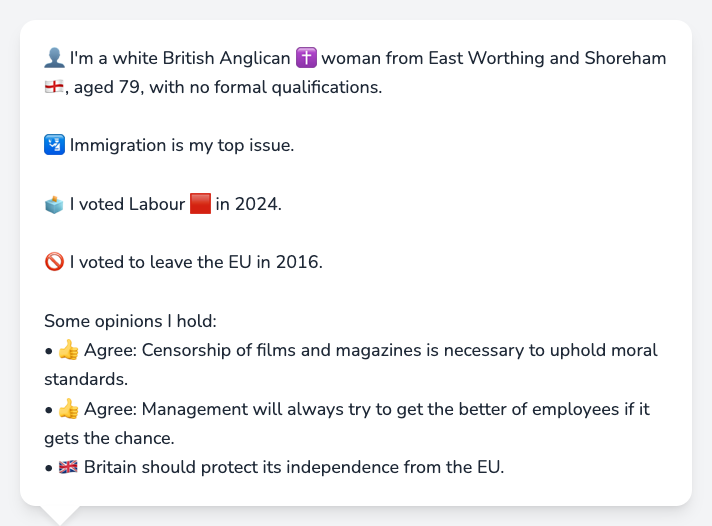 👤 I'm a white British Anglican ✝️ woman from East Worthing and Shoreham
🏴󠁧󠁢󠁥󠁮󠁧󠁿, aged 79, with no formal qualifications.
🛂 Immigration is my top issue.
🗳️ I voted Labour 🟥 in 2024.
🚫 I voted to leave the EU in 2016.
Some opinions I hold:
• 👍 Agree: Censorship of films and magazines is necessary to uphold moral
standards.
• 👍 Agree: Management will always try to get the better of employees if it
gets the chance.
• 🇬🇧 Britain should protect its independence from the EU.